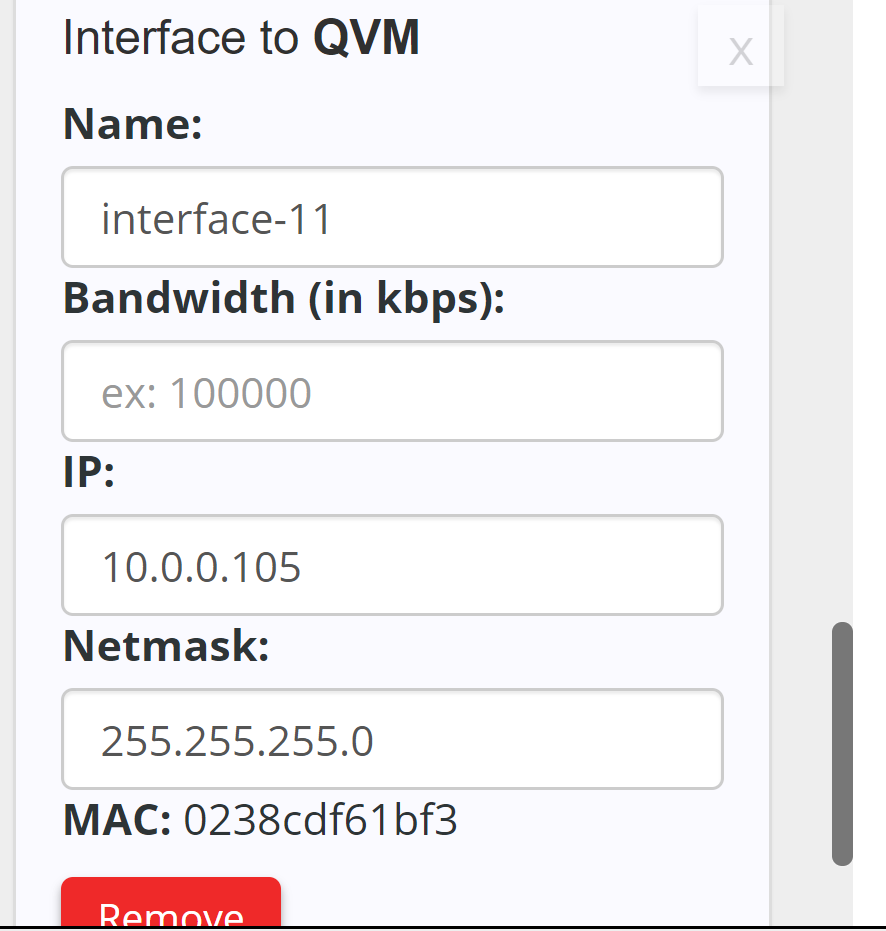 Interface to QVM
X
Name:
interface-11
Bandwidth (in kbps):
ex: 100000
IP:
10.0.0.105
Netmask:
255.255.255.0
MAC: 0238cdf61bf3
Remove